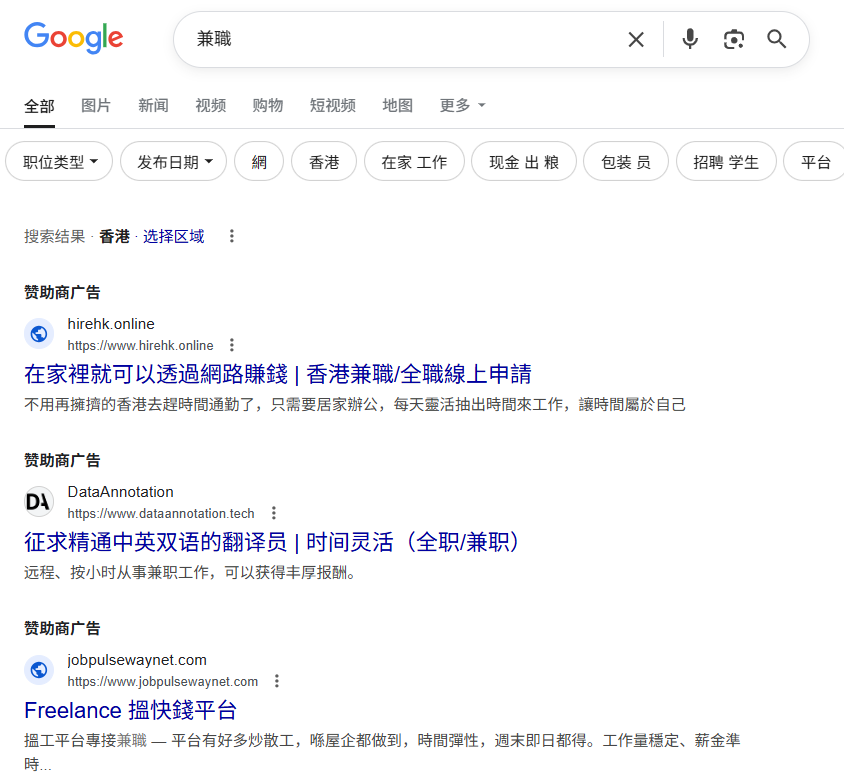 Google
兼職
全部 图片 新闻 视频 购物 短视频 地图 更多
职位类型 发布日期 網 香港 在家 工作 现金 出 粮 包装 员 招聘 学生 平台
搜索结果 · 香港 · 选择区域
赞助商广告
hirehk.online
https://www.hirehk.online
在家裡就可以透過網路賺錢 | 香港兼職/全職線上申請
不用再擁擠的香港去趕時間通勤了，只需要居家辦公，每天靈活抽出時間來工作，讓時間屬於自己
赞助商广告
DA
DataAnnotation
https://www.dataannotation.tech
征求精通中英双语的翻译员 | 时间灵活（全职/兼职）
远程、按小时从事兼职工作，可以获得丰厚报酬。
赞助商广告
jobpulsewaynet.com
https://www.jobpulsewaynet.com
Freelance 搵快錢平台
搵工平台專接兼職 — 平台有好多炒散工，喺屋企都做到，時間彈性，週末即日都得。工作量穩定、薪金準
時...